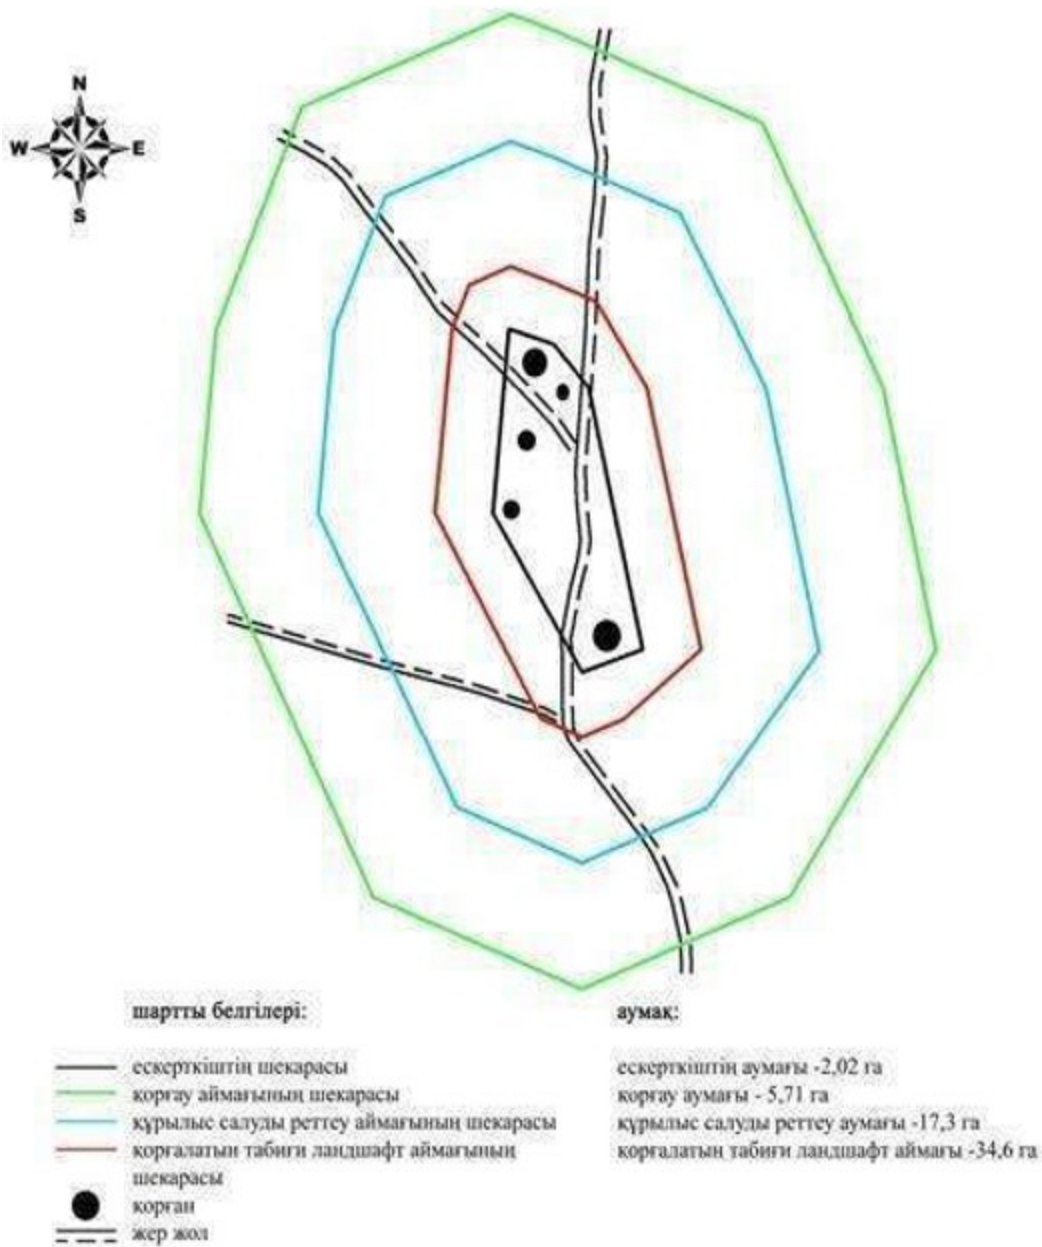 N
W E
S
шартты белгілері:
ескерткіштің шекарасы
қорғау аймағының шекарасы
құрылыс салуды реттеу аймағының шекарасы
қорғалатын табиғи ландшафт аймағының
шекарасы
қорған
жер жол
аумақ:
ескерткіштің аумағы -2,02 га
қорғау аумағы - 5,71 га
құрылыс салуды реттеу аумағы -17,3 га
қорғалатын табиғи ландшафт аймағы -34,6 га